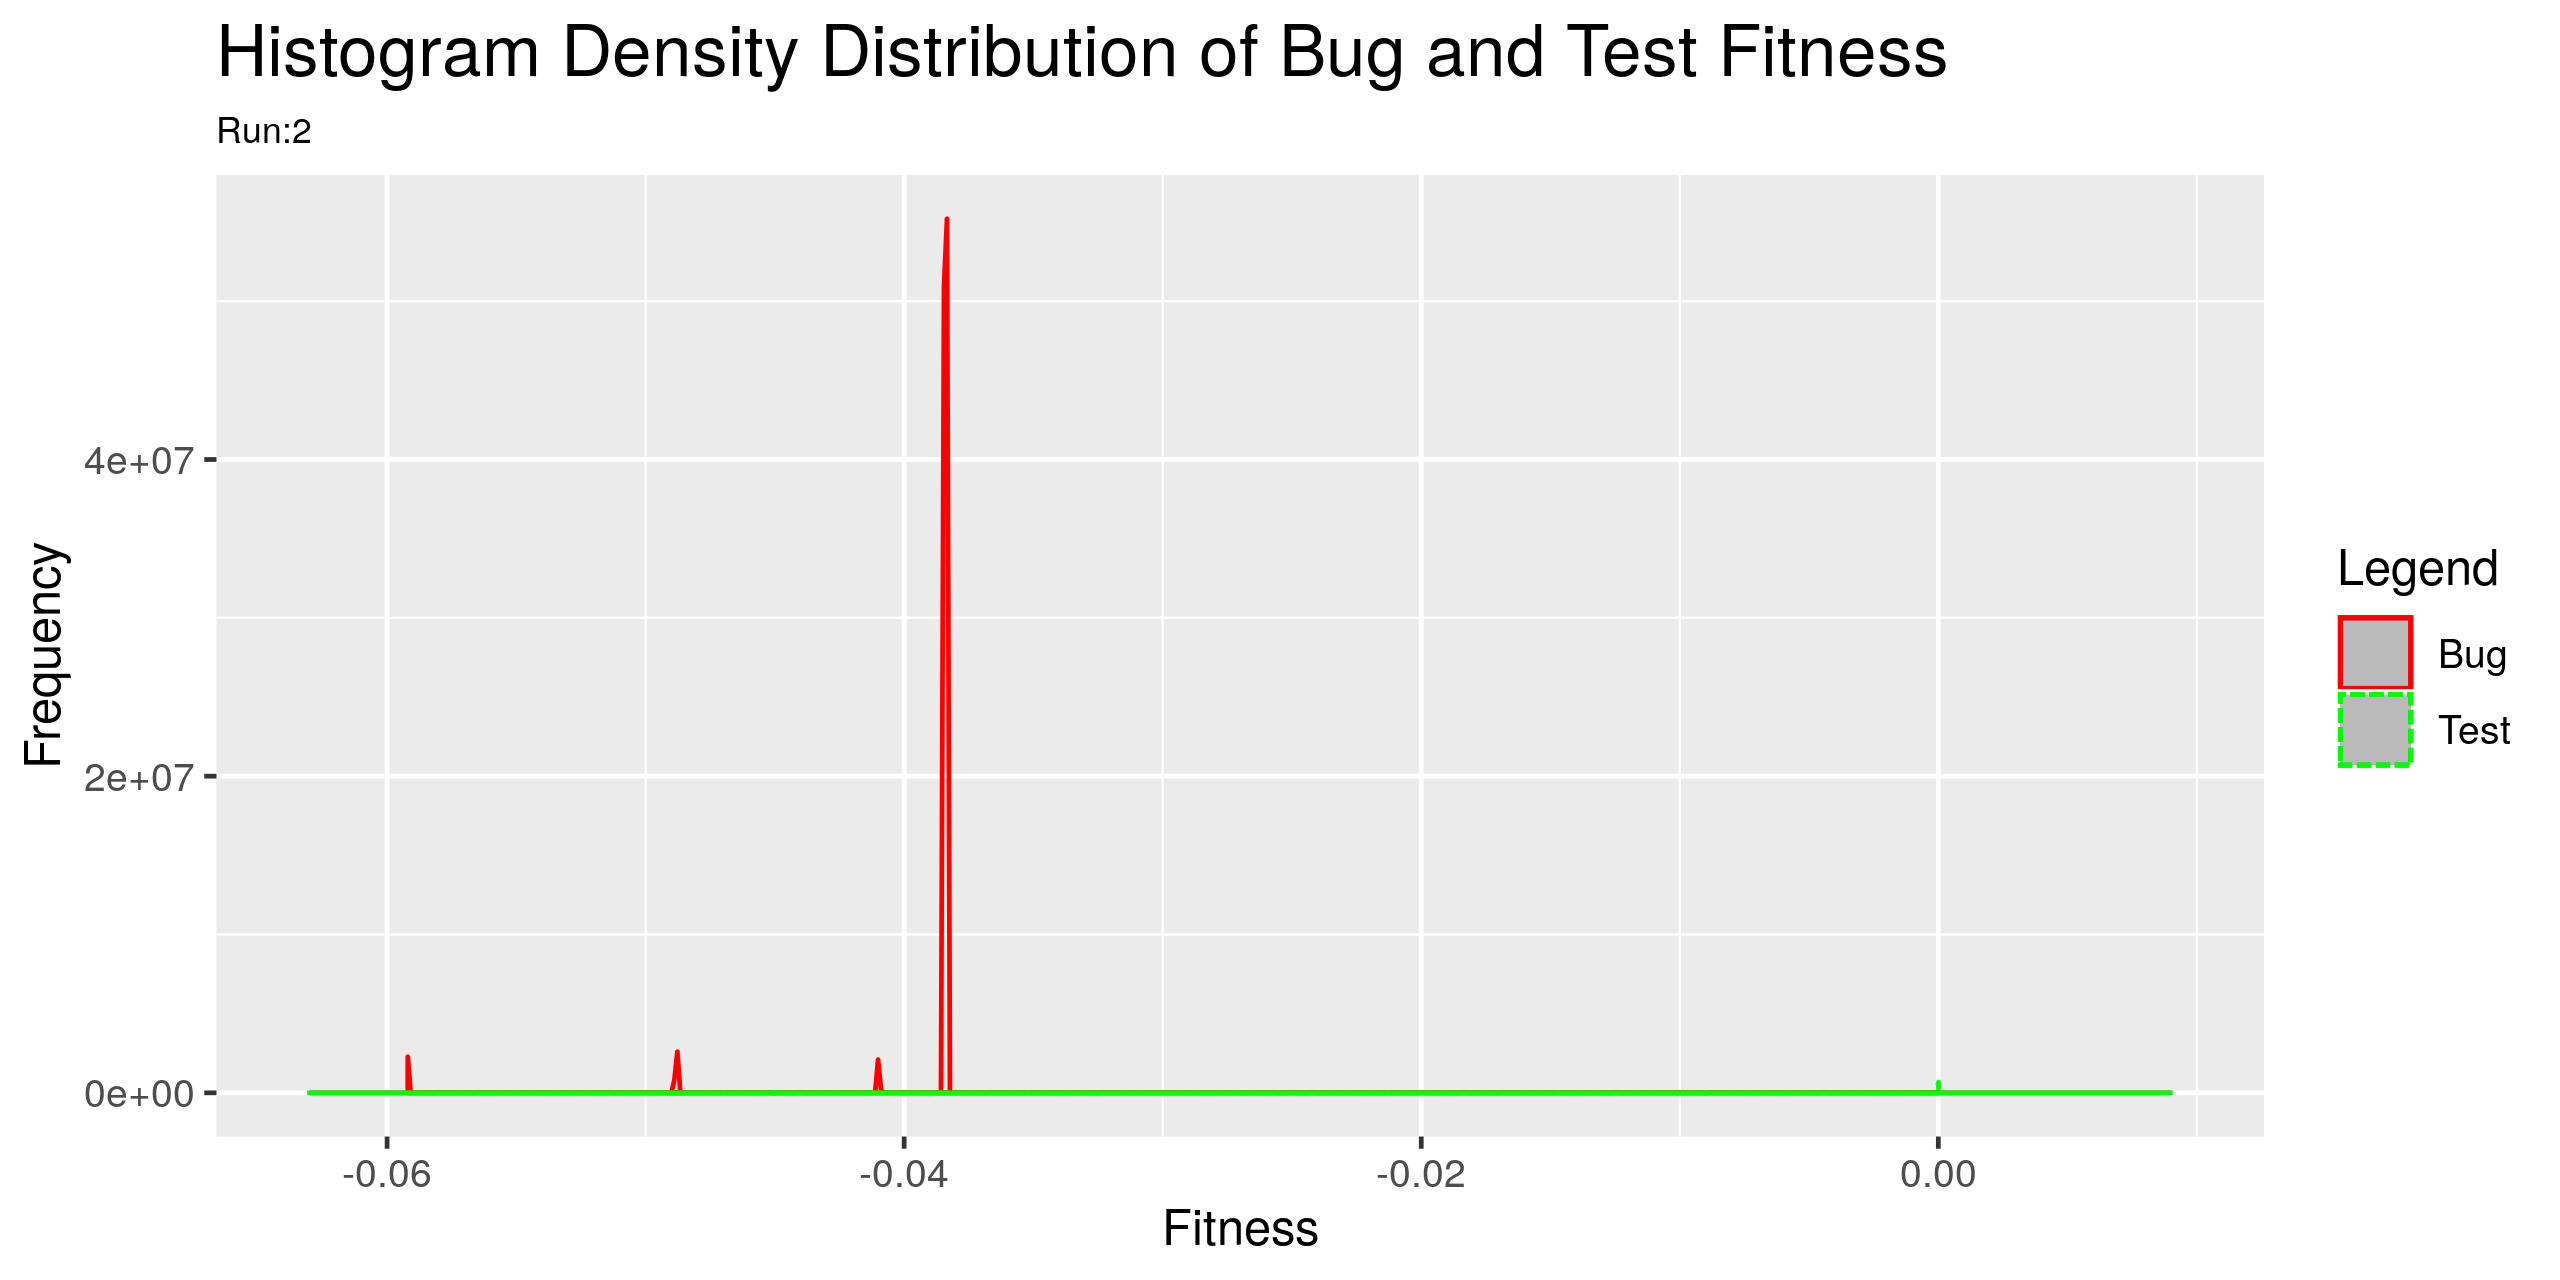 Histogram Density Distribution of Bug and Test Fitness
Run:2
4e+07
2e+07
0e+00
Frequency
-0.06
-0.04
-0.02
0.00
Fitness
Legend
Bug
Test